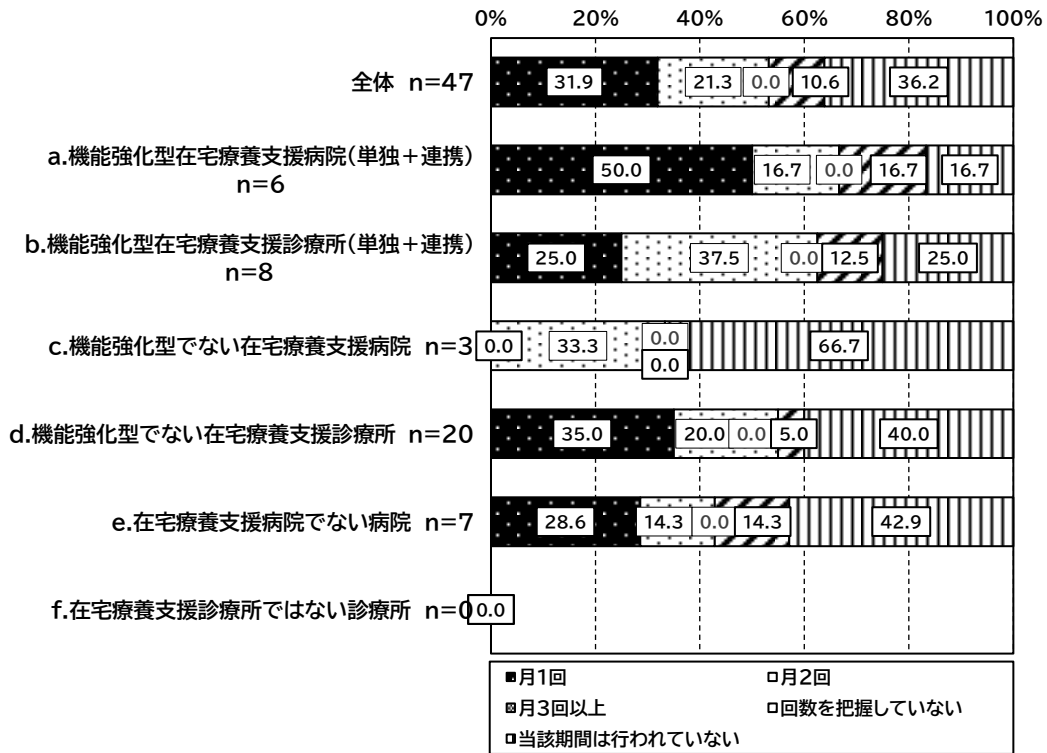 0% 20% 40% 60% 80% 100%
全体 n=47
31.9 21.3 0.0 10.6 36.2
a.機能強化型在宅療養支援病院(単独+連携)
n=6
50.0 16.7 0.0 16.7 16.7
b.機能強化型在宅療養支援診療所(単独+連携)
n=8
25.0 37.5 0.0 12.5 25.0
c.機能強化型でない在宅療養支援病院 n=3
0.0 33.3 0.0 0.0 66.7
d.機能強化型でない在宅療養支援診療所 n=20
35.0 20.0 0.0 5.0 40.0
e.在宅療養支援病院でない病院 n=7
28.6 14.3 0.0 14.3 42.9
f.在宅療養支援診療所ではない診療所 n=0
0.0
月1回 月2回
月3回以上 回数を把握していない
当該期間は行われていない